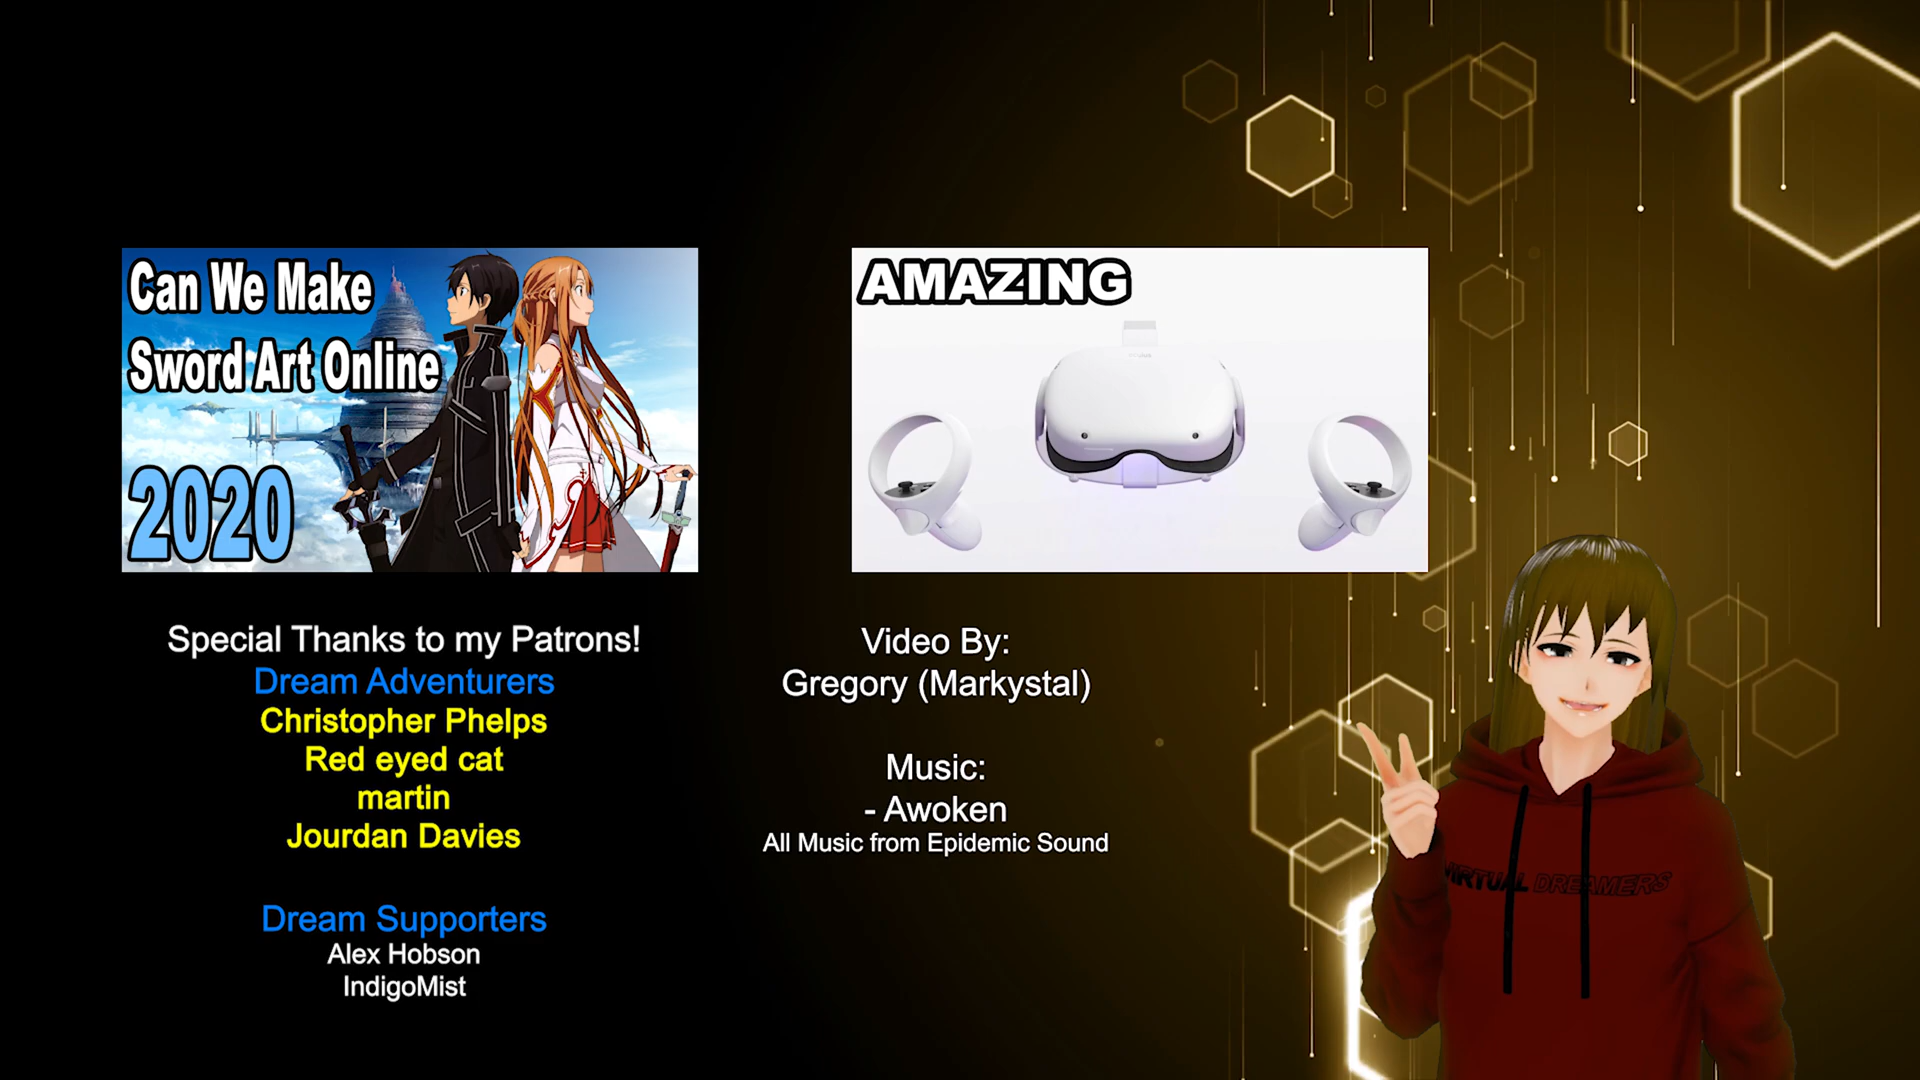 Can We Make
Sword Art Online
2020
AMAZING
Special Thanks to my Patrons!
Dream Adventurers
Christopher Phelps
Red eyed cat
martin
Jourdan Davies
Dream Supporters
Alex Hobson
IndigoMist
Video By:
Gregory (Markystal)
Music:
- Awoken
All Music from Epidemic Sound
VIRTUAL DREAMERS